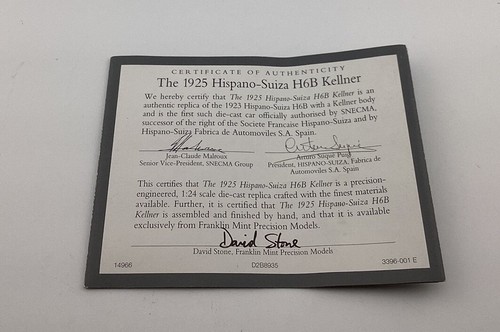 CERTIFICATE OF AUTHENTICITY
The 1925 Hispano-Suiza H6B Kellner
We hereby certify that The 1925 Hispano-Suiza H6B Kellner is an
authentic replica of the 1923 Hispano-Suiza H6B with a Kellner body
and is the first such die-cast car officially authorised by SNECMA,
successor of the right of the Societe Francaise Hispano-Suiza and by
Hispano-Suiza Fabrica de Automoviles S.A. Spain.
Jean-Claude Malroux
Senior Vice-President, SNECMA Group
Arturo Suque Puig
President, HISPANO-SUIZA, Fabrica de
Automoviles S.A. Spain
This certifies that The 1925 Hispano-Suiza H6B Kellner is a precision-
engineered, 1:24 scale die-cast replica crafted with the finest materials
available. Further, it is certified that The 1925 Hispano-Suiza H6B
Kellner is assembled and finished by hand, and that it is available
exclusively from Franklin Mint Precision Models.
David Stone
David Stone, Franklin Mint Precision Models
14966 D2B8935 3396-001 E